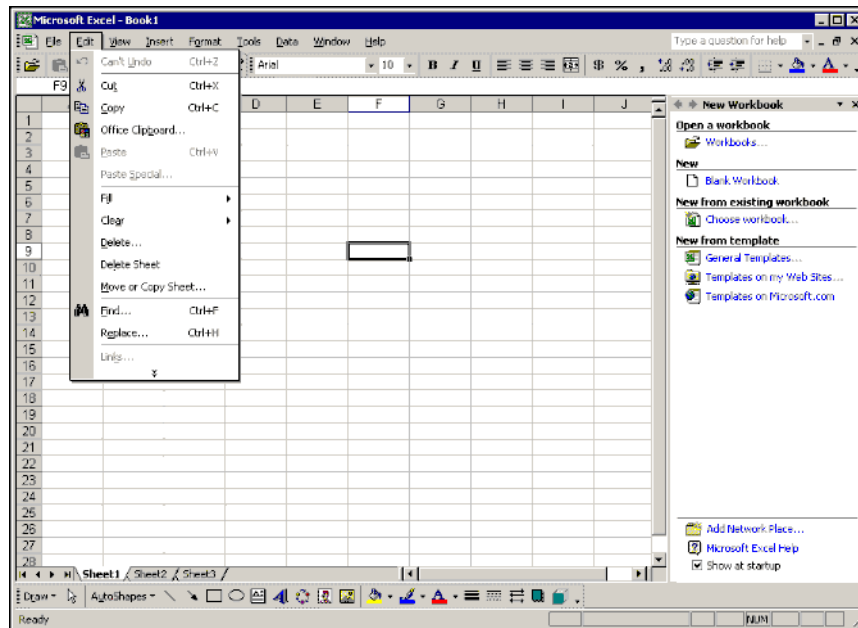 Microsoft Excel - Book1
File Edit View Insert Format Tools Data Window Help Type a question for help
Arial 10 B I U $ % ,
F9
Can't Undo Ctrl+Z
Cut Ctrl+X
Copy Ctrl+C
Office Clipboard...
Paste Ctrl+V
Paste Special...
Fill
Clear
Delete...
Delete Sheet
Move or Copy Sheet...
Find... Ctrl+F
Replace... Ctrl+H
Links...
D E F G H I J
1
2
3
4
5
6
7
8
9
10
11
12
13
14
15
16
17
18
19
20
21
22
23
24
25
26
27
28
New Workbook
Open a workbook
Workbooks...
New
Blank Workbook
New from existing workbook
Choose workbook...
New from template
General Templates...
Templates on my Web Sites...
Templates on Microsoft.com
Add Network Place...
Microsoft Excel Help
Show at startup
Sheet1 Sheet2 Sheet3
Draw AutoShapes
Ready NUM